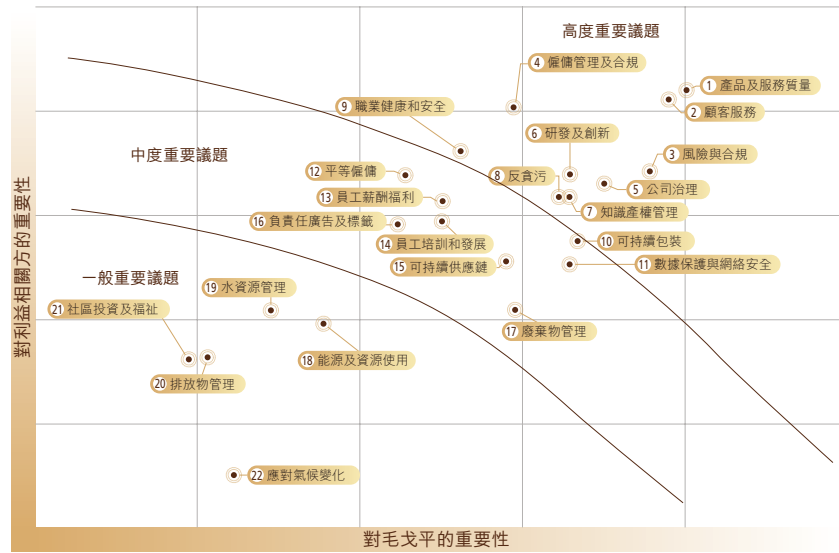 高度重要議題
4 僱傭管理及合規
1 產品及服務質量
9 職業健康和安全
2 顧客服務
6 研發及創新
中度重要議題
3 風險與合規
12 平等僱傭
8 反貪污
5 公司治理
13 員工薪酬福利
7 知識產權管理
16 負責任廣告及標籤
14 員工培訓和發展
10 可持續包裝
15 可持續供應鏈
11 數據保護與網絡安全
一般重要議題
19 水資源管理
21 社區投資及福祉
17 廢棄物管理
18 能源及資源使用
20 排放物管理
22 應對氣候變化
對利益相關方的重要性
對毛戈平的重要性